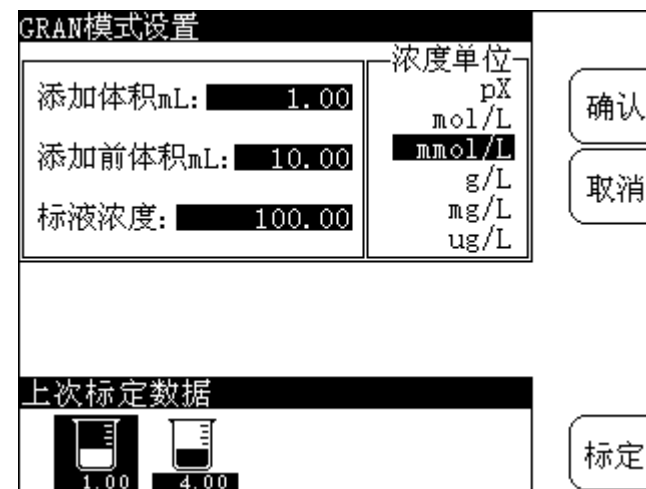 GRAN模式设置
浓度单位
添加体积mL: 1.00
添加前体积mL: 10.00
标液浓度: 100.00
pX
mol/L
mmol/L
g/L
mg/L
ug/L
确认
取消
上次标定数据
1.00 4.00
标定